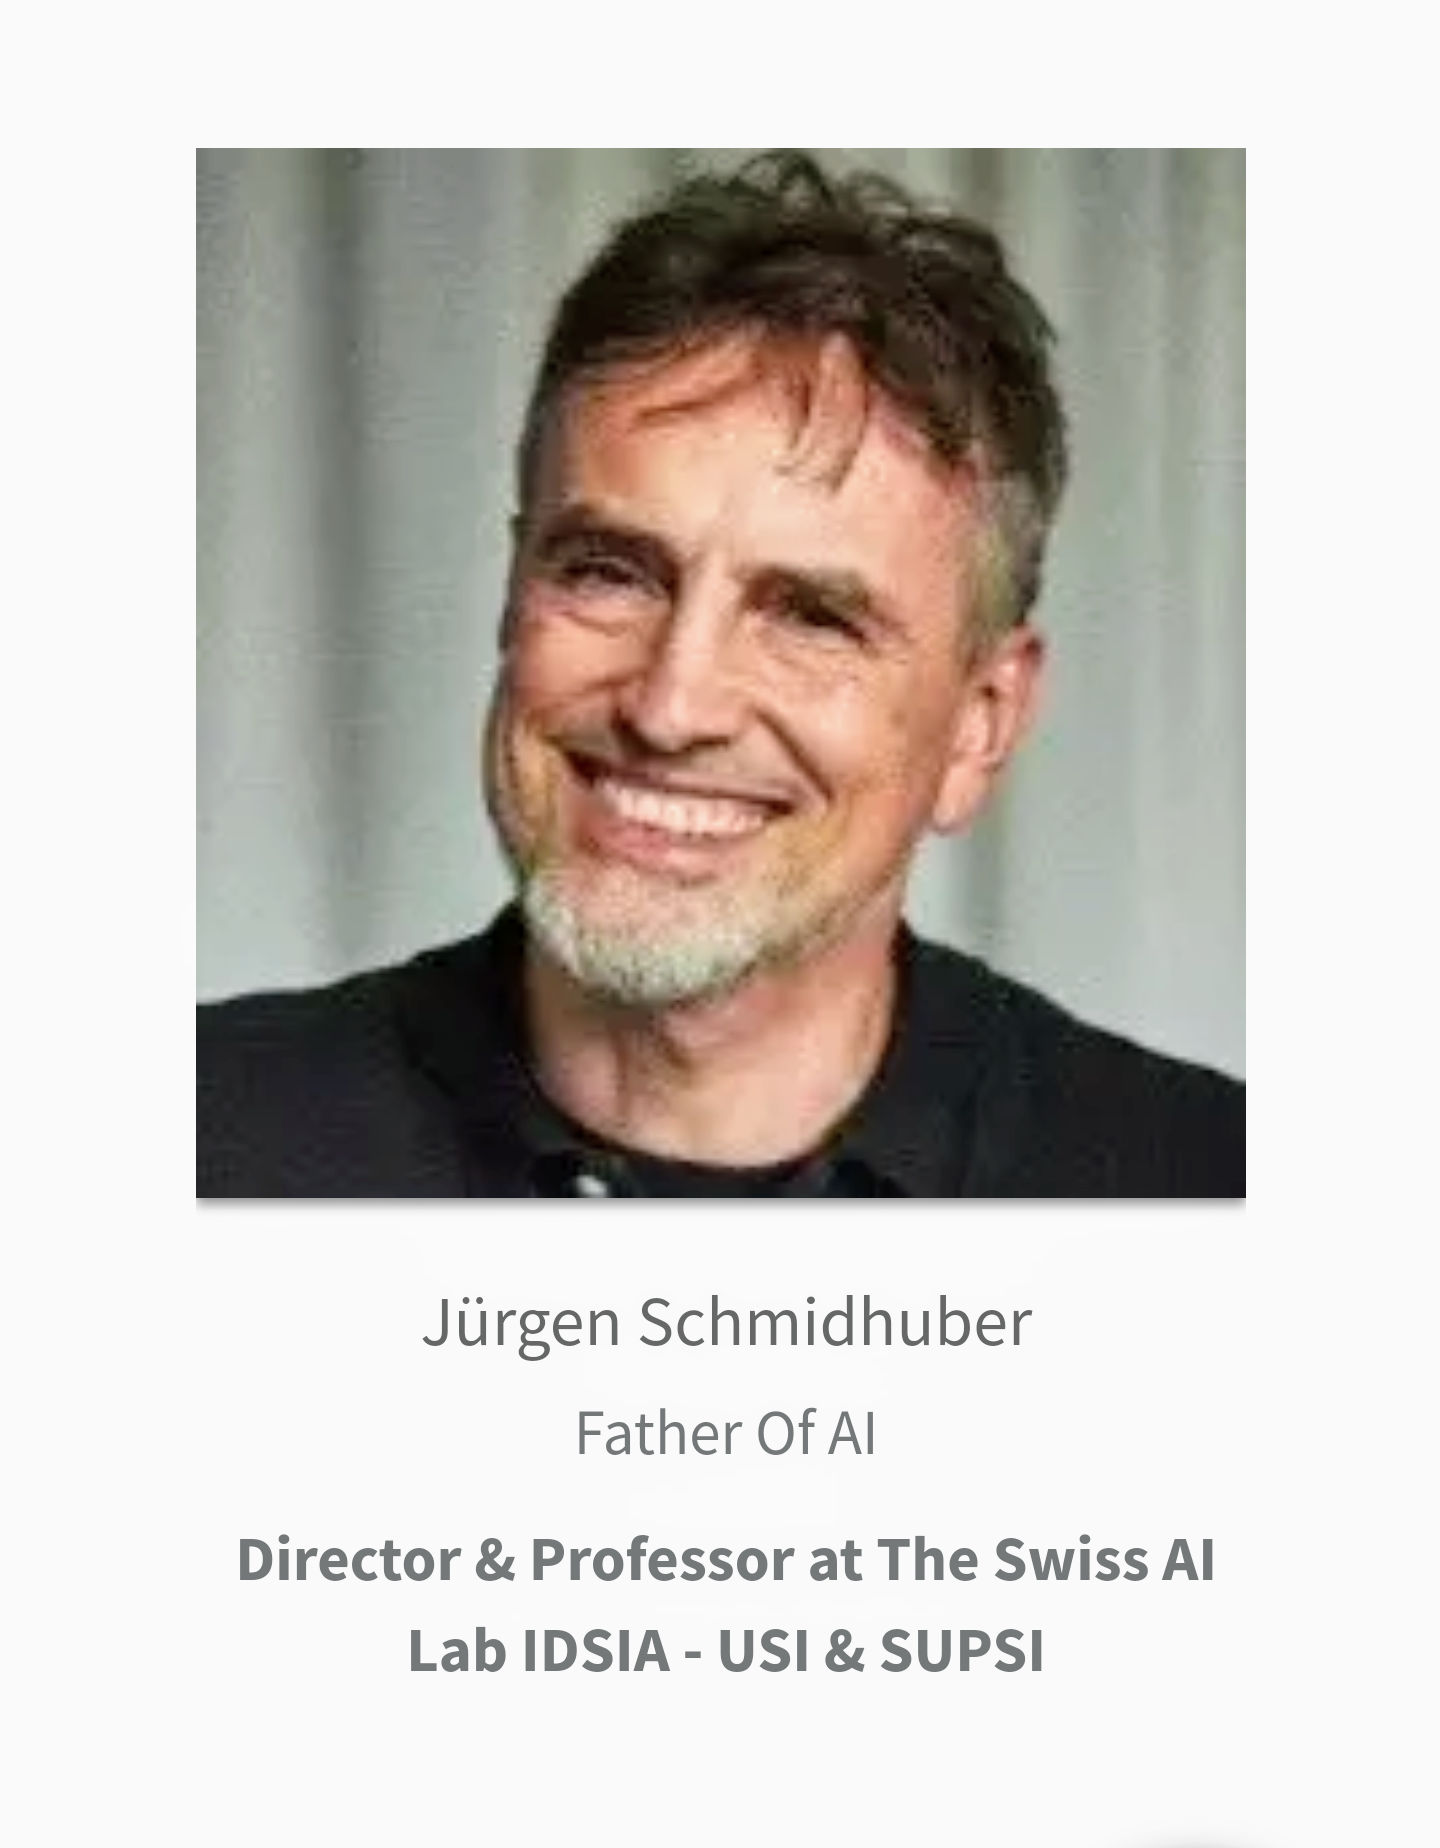 Jürgen Schmidhuber
Father Of AI
Director & Professor at The Swiss AI
Lab IDSIA - USI & SUPSI